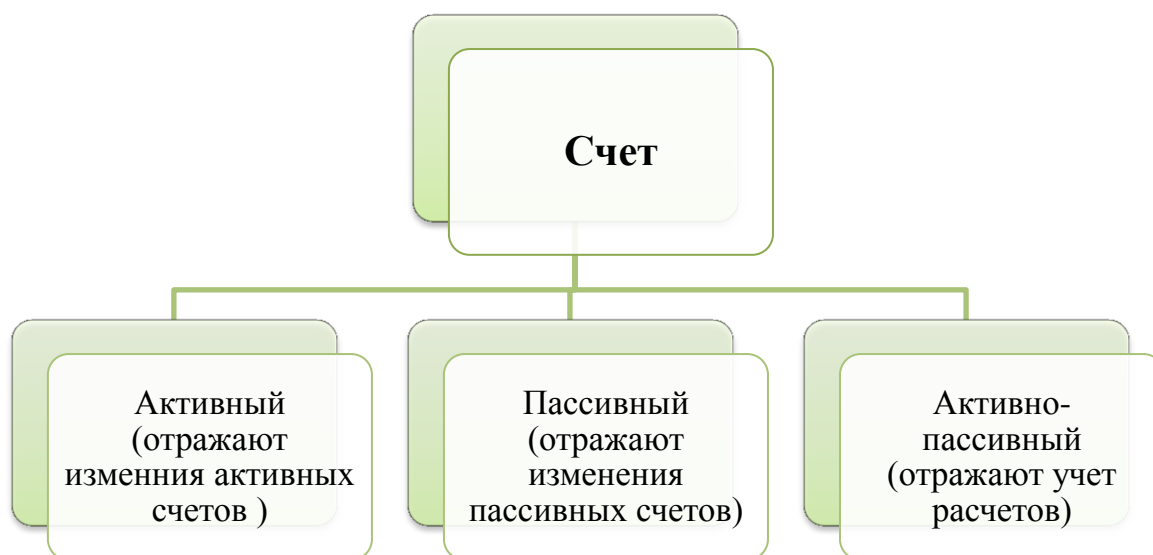 Счет
Активный
(отражают
изменния активных
счетов )
Пассивный
(отражают
изменения
пассивных счетов)
Активно-
пассивный
(отражают учет
расчетов)